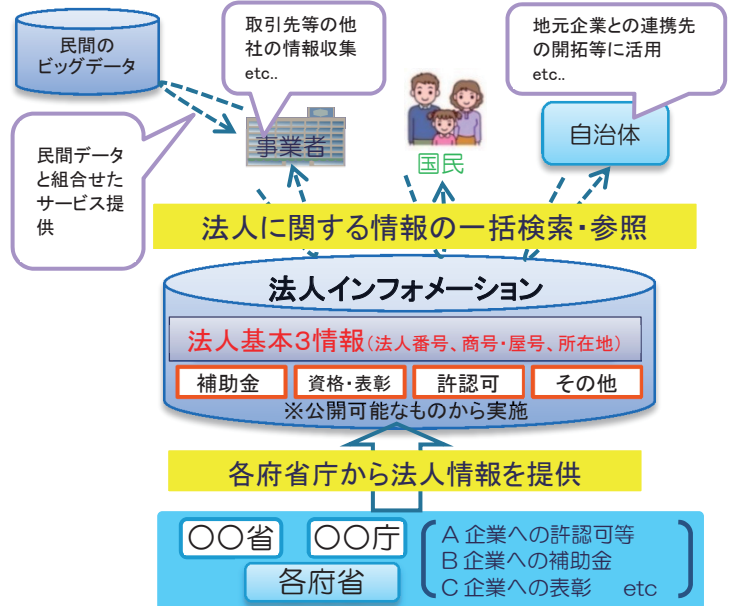 民間の
ビッグデータ
取引先等の他
社の情報収集
etc..
地元企業との連携先
の開拓等に活用
etc..
民間データ
と組合せた
サービス提
供
事業者
国民
自治体
法人に関する情報の一括検索・参照
法人インフォメーション
法人基本3情報(法人番号、商号・屋号、所在地)
補助金
資格・表彰
許認可
その他
※公開可能なものから実施
各府省庁から法人情報を提供
〇〇省
〇〇庁
各府省
A 企業への許認可等
B 企業への補助金
C 企業への表彰 etc